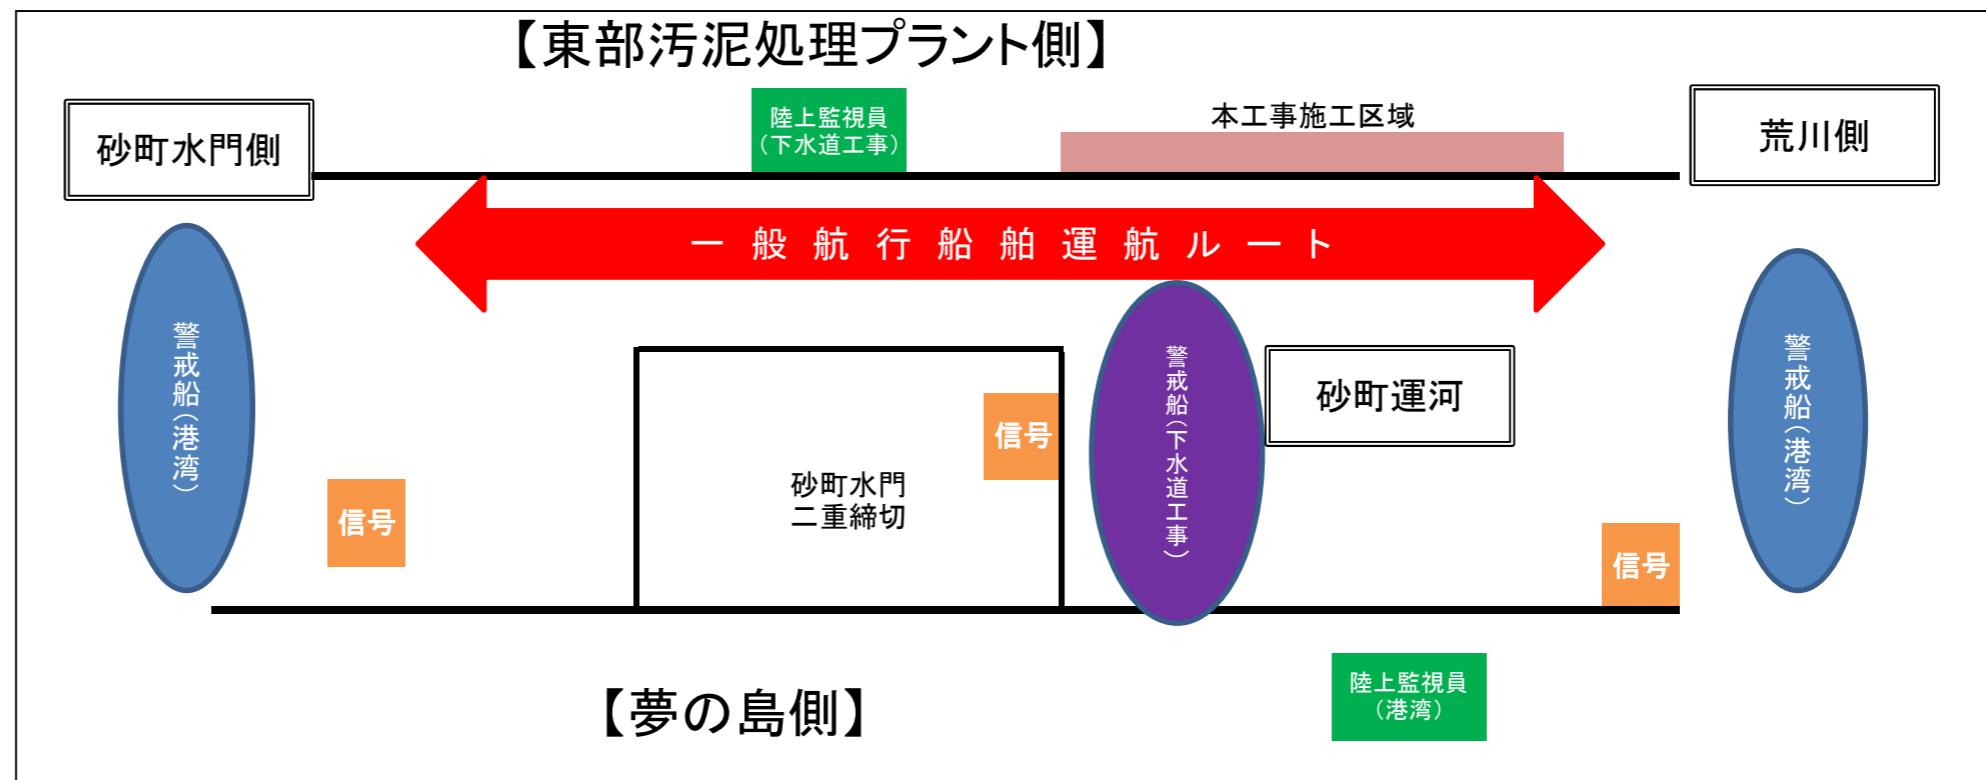 【東部汚泥処理プラント側】
砂町水門側
陸上監視員
（下水道工事）
本工事施工区域
荒川側
一般航行船舶運航ルート
警戒船（港湾）
警戒船（下水道工事）
砂町運河
警戒船（港湾）
信号
砂町水門
二重締切
信号
信号
【夢の島側】
陸上監視員
（港湾）